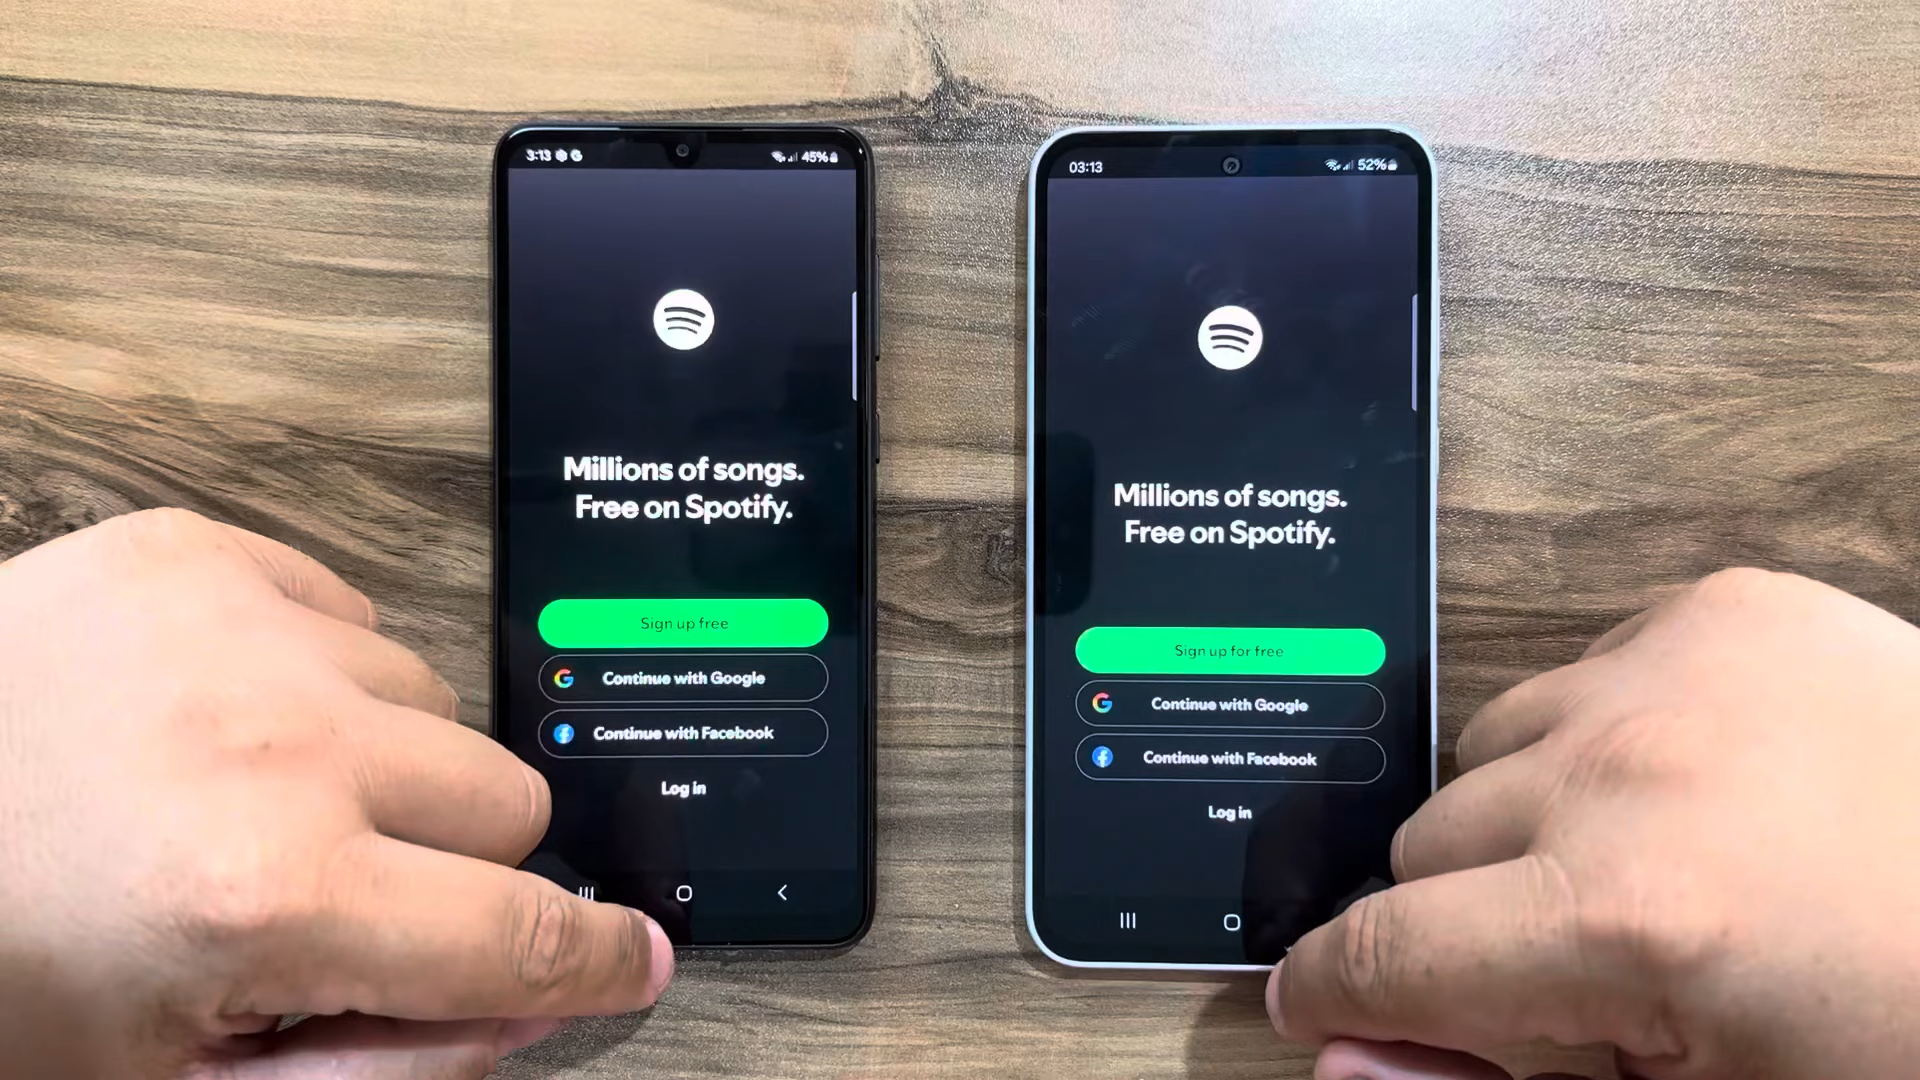 3:13
45%
Millions of songs.
Free on Spotify.
Sign up free
Continue with Google
Continue with Facebook
Log in
03:13
52%
Millions of songs.
Free on Spotify.
Sign up for free
Continue with Google
Continue with Facebook
Log in